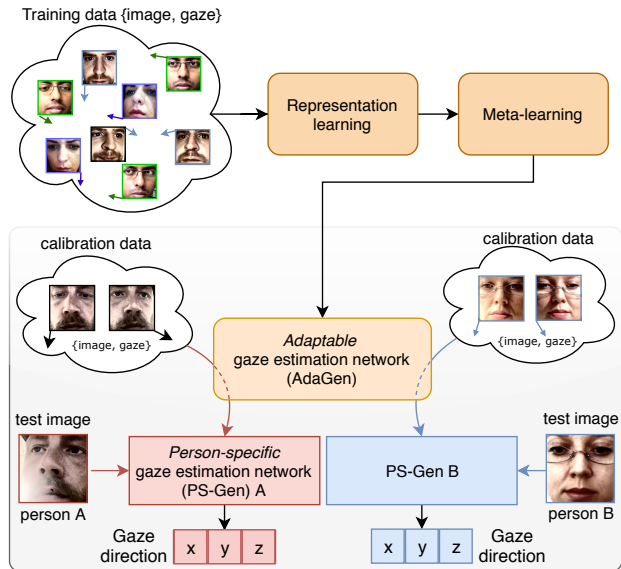 Training data {image, gaze}
Representation
learning
Meta-learning
calibration data
calibration data
{image, gaze}
{image, gaze}
Adaptable
gaze estimation network
(AdaGen)
test image
test image
Person-specific
gaze estimation network
(PS-Gen) A
PS-Gen B
person A
person B
Gaze
direction
x y z
x y z
Gaze
direction